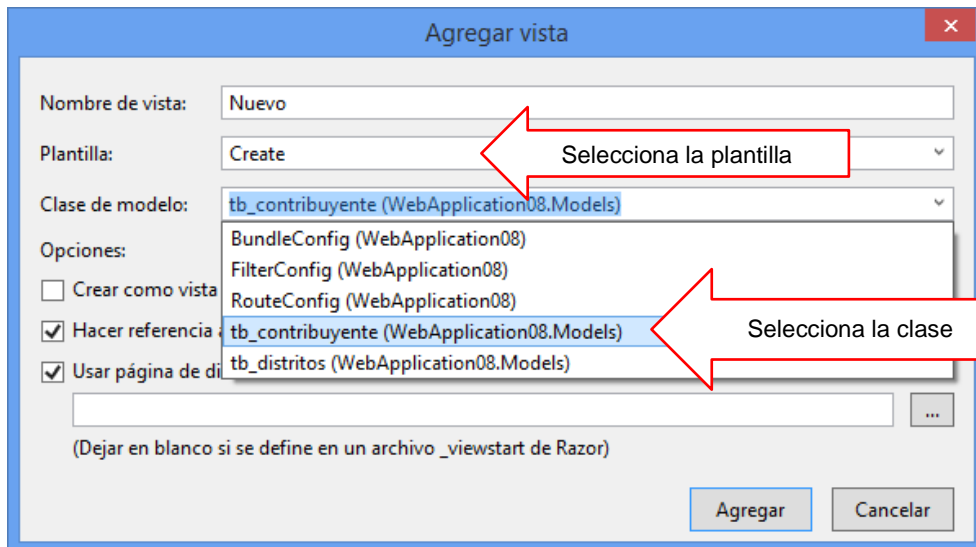 Agregar vista
Nombre de vista: Nuevo
Plantilla: Create
Selecciona la plantilla
Clase de modelo: tb_contribuyente (WebApplication08.Models)
Opciones:
BundleConfig (WebApplication08)
FilterConfig (WebApplication08)
Crear como vista
RouteConfig (WebApplication08)
Hacer referencia
tb_contribuyente (WebApplication08.Models)
Selecciona la clase
Usar página de
tb_distritos (WebApplication08.Models)
...
(Dejar en blanco si se define en un archivo _viewstart de Razor)
Agregar Cancelar